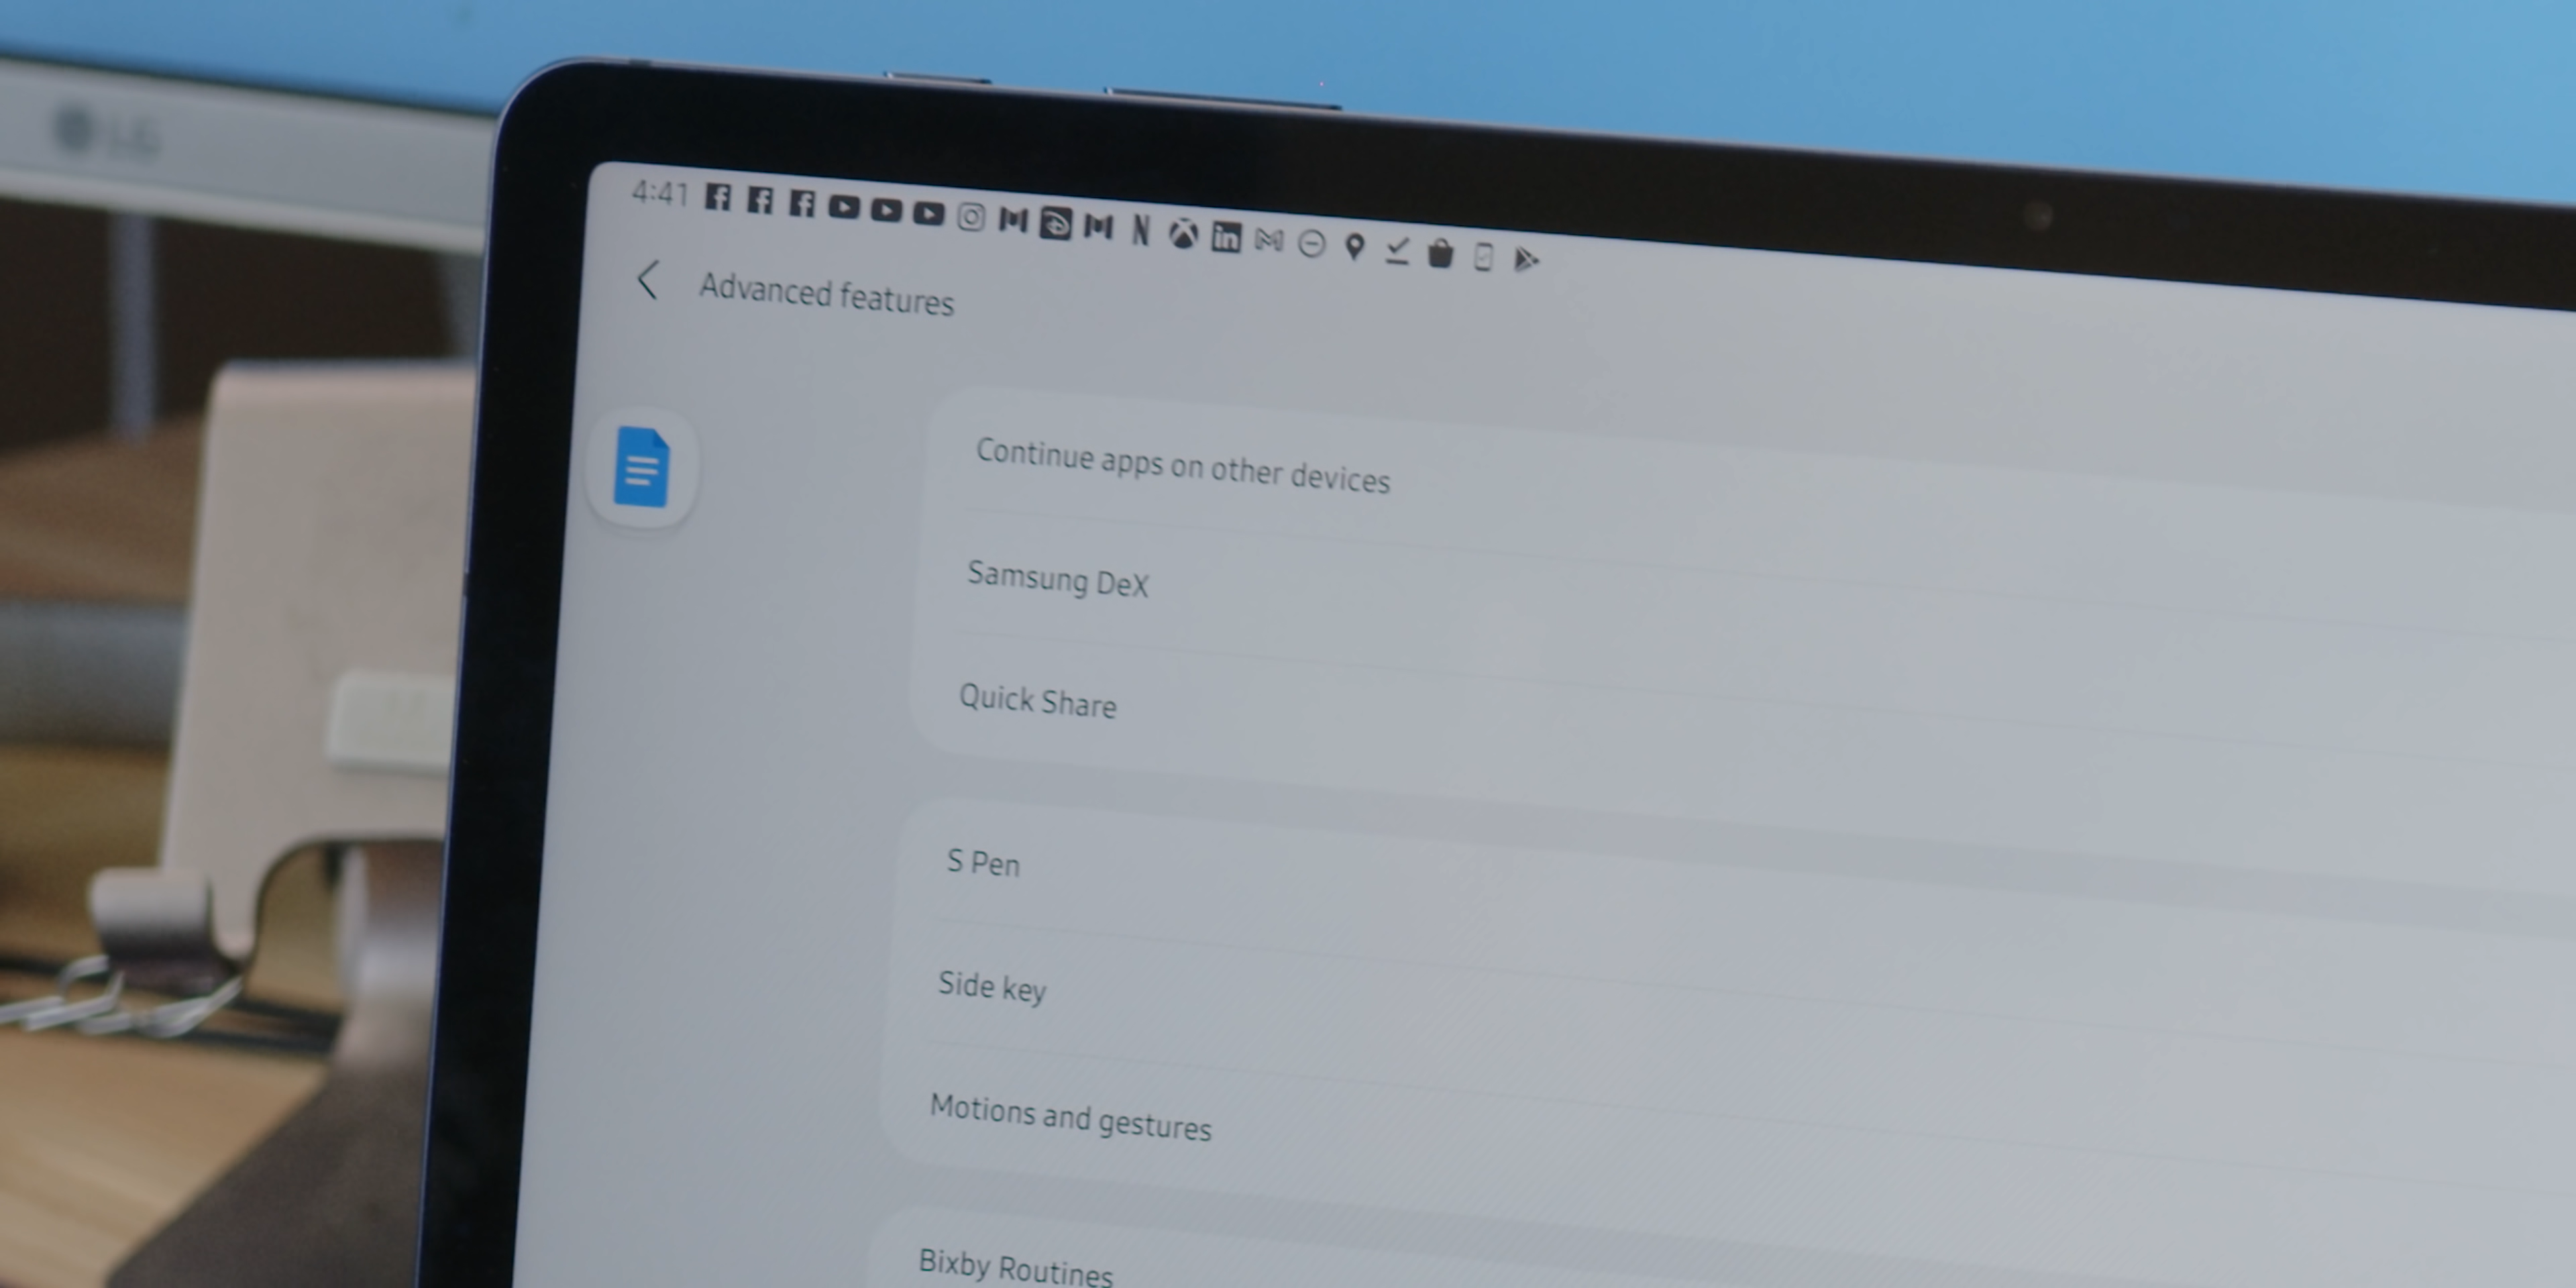 LG
4:41
Advanced features
Continue apps on other devices
Samsung DeX
Quick Share
S Pen
Side key
Motions and gestures
Bixby Routines